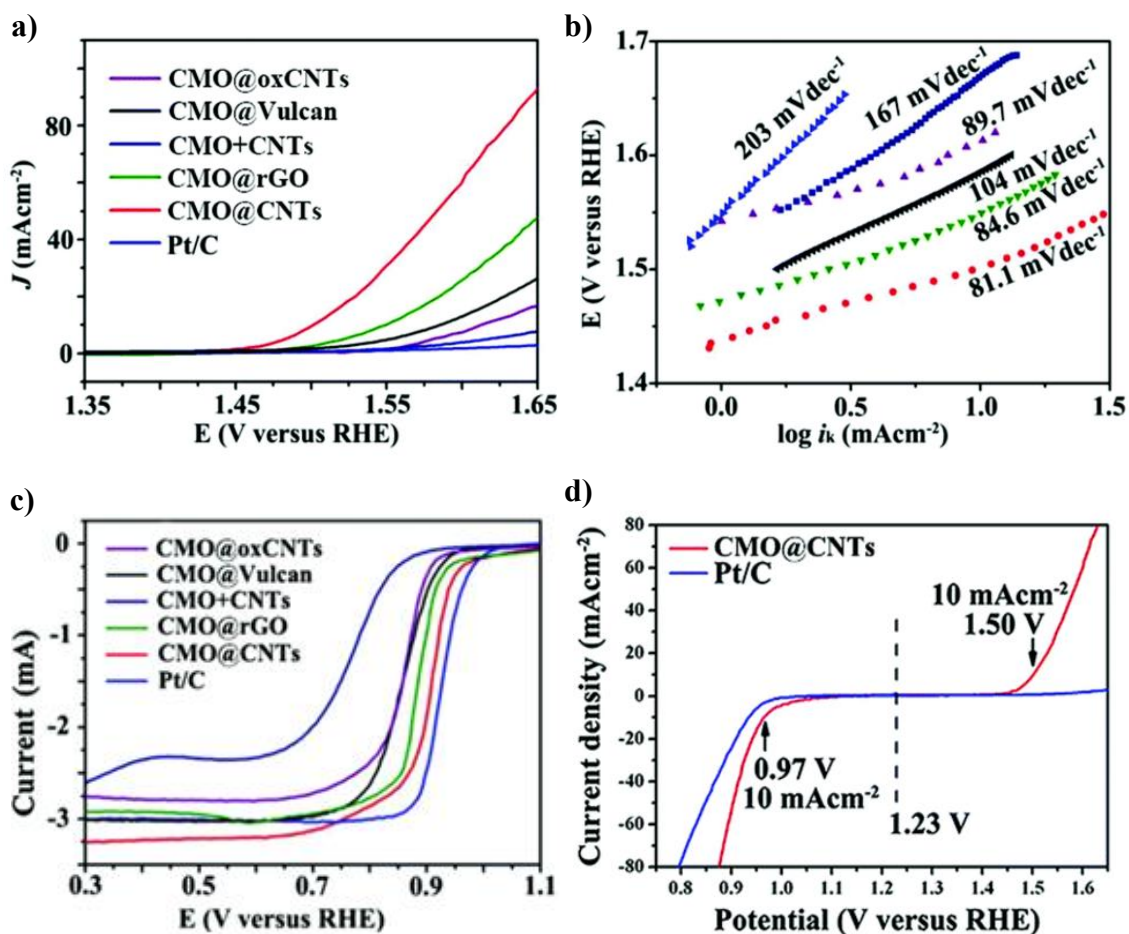 a)
80
40
0
J (mAcm⁻²)
CMO@oxCNTs
CMO@Vulcan
CMO+CNTs
CMO@rGO
CMO@CNTs
Pt/C
1.35 1.45 1.55 1.65
E (V versus RHE)
b)
1.7
1.6
1.5
1.4
E (V versus RHE)
203 mVdec⁻¹
167 mVdec⁻¹
89.7 mVdec⁻¹
104 mVdec⁻¹
84.6 mVdec⁻¹
81.1 mVdec⁻¹
0.0 0.5 1.0 1.5
log iₖ (mAcm⁻²)
c)
0
-1
-2
-3
Current (mA)
CMO@oxCNTs
CMO@Vulcan
CMO+CNTs
CMO@rGO
CMO@CNTs
Pt/C
0.3 0.5 0.7 0.9 1.1
E (V versus RHE)
d)
80
60
40
20
0
-20
-40
-60
-80
Current density (mAcm⁻²)
CMO@CNTs
Pt/C
10 mAcm⁻²
1.50 V
0.97 V
10 mAcm⁻²
1.23 V
0.8 0.9 1.0 1.1 1.2 1.3 1.4 1.5 1.6
Potential (V versus RHE)